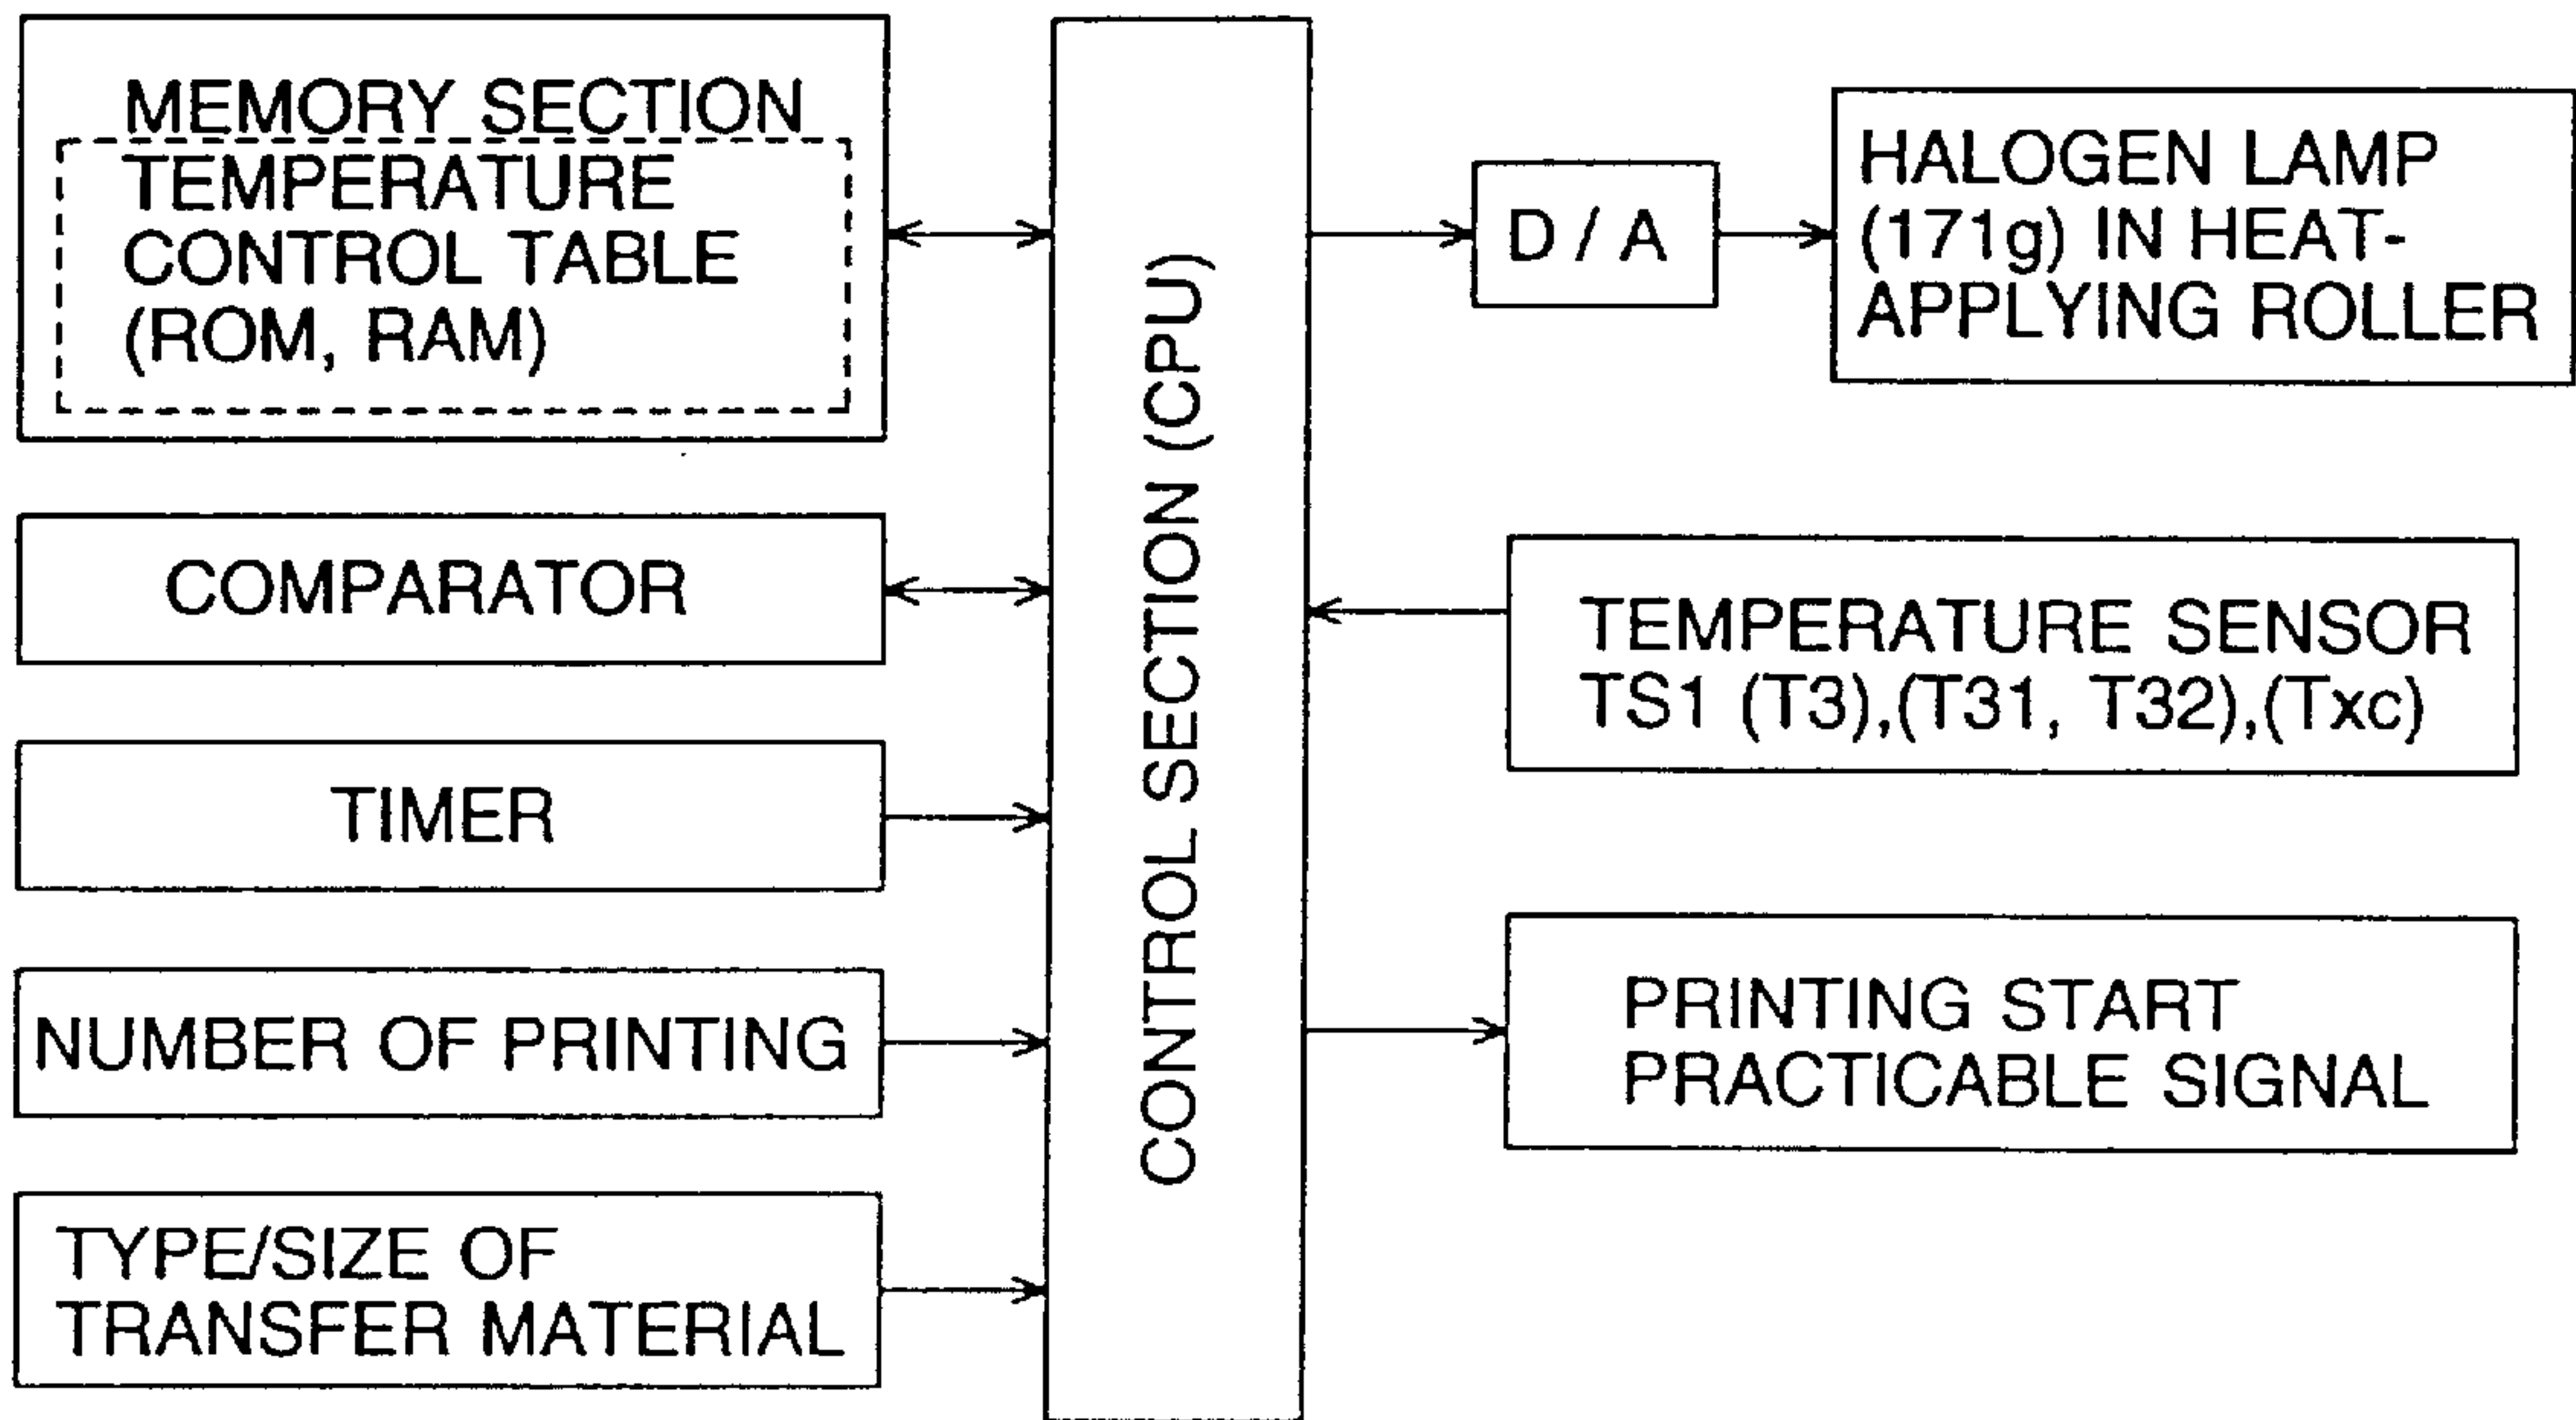 MEMORY SECTION
TEMPERATURE
CONTROL TABLE
(ROM, RAM)
COMPARATOR
TIMER
NUMBER OF PRINTING
TYPE/SIZE OF
TRANSFER MATERIAL
CONTROL SECTION (CPU)
D / A
HALOGEN LAMP
(171g) IN HEAT-
APPLYING ROLLER
TEMPERATURE SENSOR
TS1 (T3),(T31, T32),(Txc)
PRINTING START
PRACTICABLE SIGNAL